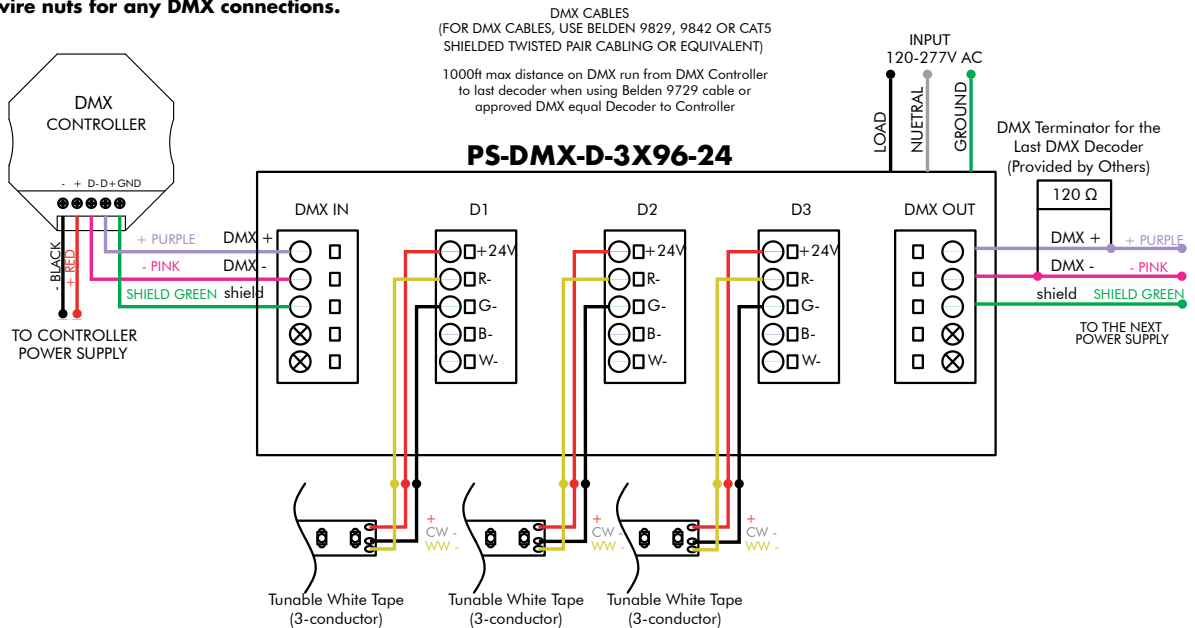 wire nuts for any DMX connections.
DMX CABLES
(FOR DMX CABLES, USE BELDEN 9829, 9842 OR CAT5
SHIELDED TWISTED PAIR CABLING OR EQUIVALENT)
1000ft max distance on DMX run from DMX Controller
to last decoder when using Belden 9729 cable or
approved DMX equal Decoder to Controller
INPUT
120-277V AC
LOAD
NUETRAL
GROUND
DMX
CONTROLLER
- + D- D+ GND
- BLACK
+ RED
TO CONTROLLER
POWER SUPPLY
+ PURPLE
- PINK
SHIELD GREEN
DMX +
DMX -
shield
PS-DMX-D-3X96-24
DMX IN
D1
+24V
R-
G-
B-
W-
D2
+24V
R-
G-
B-
W-
D3
+24V
R-
G-
B-
W-
DMX OUT
DMX Terminator for the
Last DMX Decoder
(Provided by Others)
120 Ω
DMX +
+ PURPLE
DMX -
- PINK
shield
SHIELD GREEN
TO THE NEXT
POWER SUPPLY
+
CW -
WW -
+
CW -
WW -
+
CW -
WW -
Tunable White Tape
(3-conductor)
Tunable White Tape
(3-conductor)
Tunable White Tape
(3-conductor)